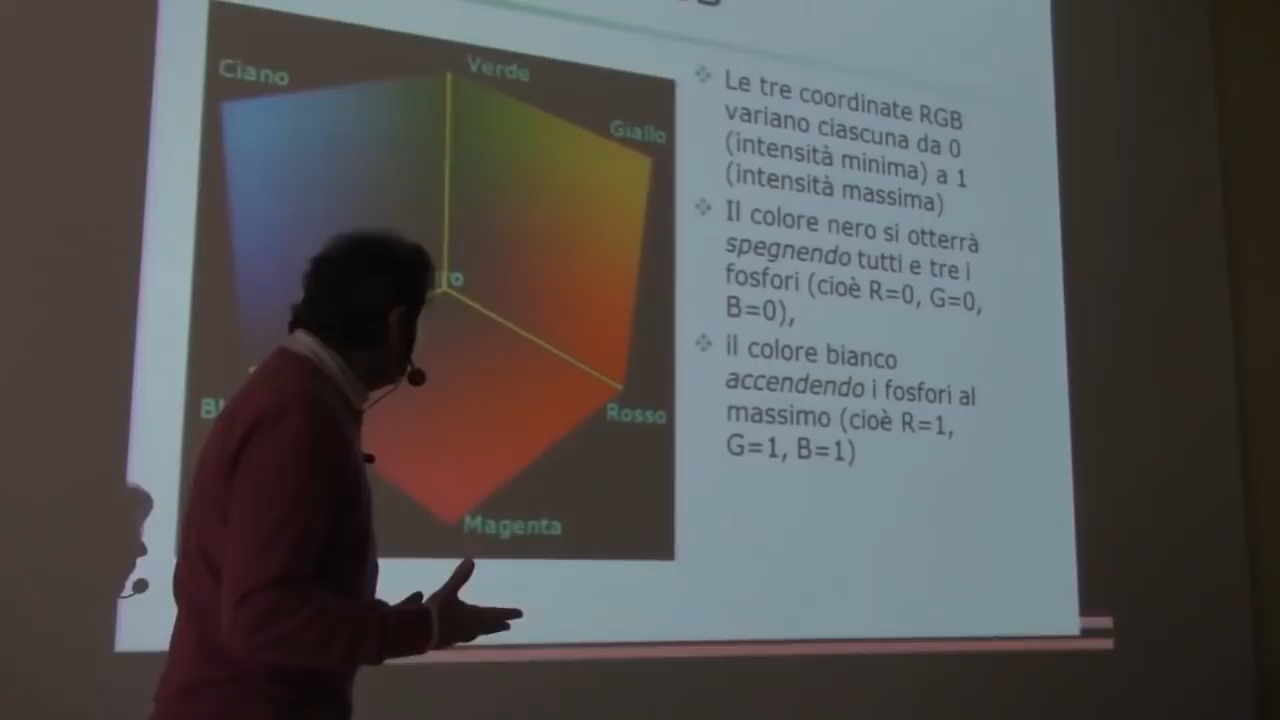 Ciano
Verde
Giallo
Rosso
Magenta
Le tre coordinate RGB
variano ciascuna da 0
(intensità minima) a 1
(intensità massima)
Il colore nero si otterrà
spegnendo tutti e tre i
fosfori (cioè R=0, G=0,
B=0),
il colore bianco
accendendo i fosfori al
massimo (cioè R=1,
G=1, B=1)